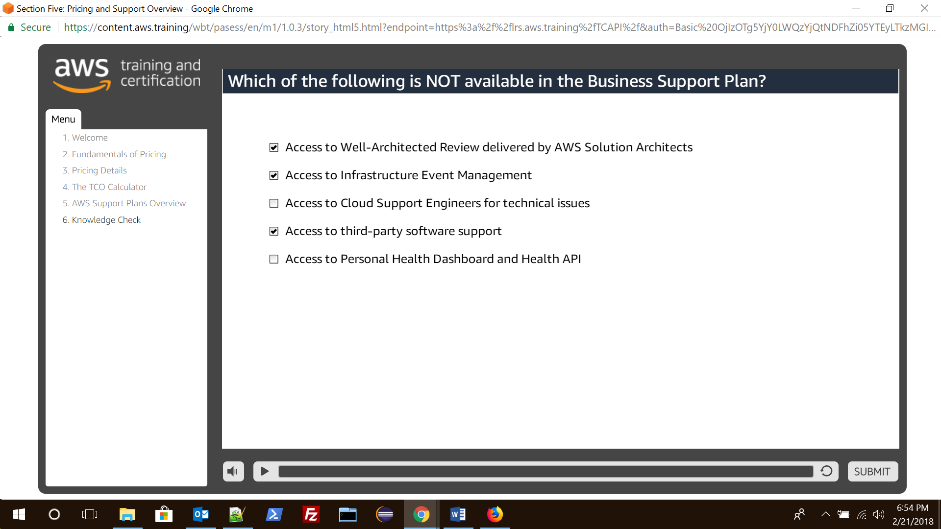 Section Five: Pricing and Support Overview - Google Chrome
Secure
https://content.aws.training/wbt/pasess/en/m1/1.0.3/story_html5.html?endpoint=https%3a%2f%2flrs.aws.training%2fTCAPI%2f&auth=Basic%20OjIzOTg5YjY0LWQzYjQtNDFhZi05YTEyLTkzMGI...
aws training and certification
Which of the following is NOT available in the Business Support Plan?
Menu
1. Welcome
2. Fundamentals of Pricing
3. Pricing Details
4. The TCO Calculator
5. AWS Support Plans Overview
6. Knowledge Check
Access to Well-Architected Review delivered by AWS Solution Architects
Access to Infrastructure Event Management
Access to Cloud Support Engineers for technical issues
Access to third-party software support
Access to Personal Health Dashboard and Health API
SUBMIT
6:54 PM
2/21/2018